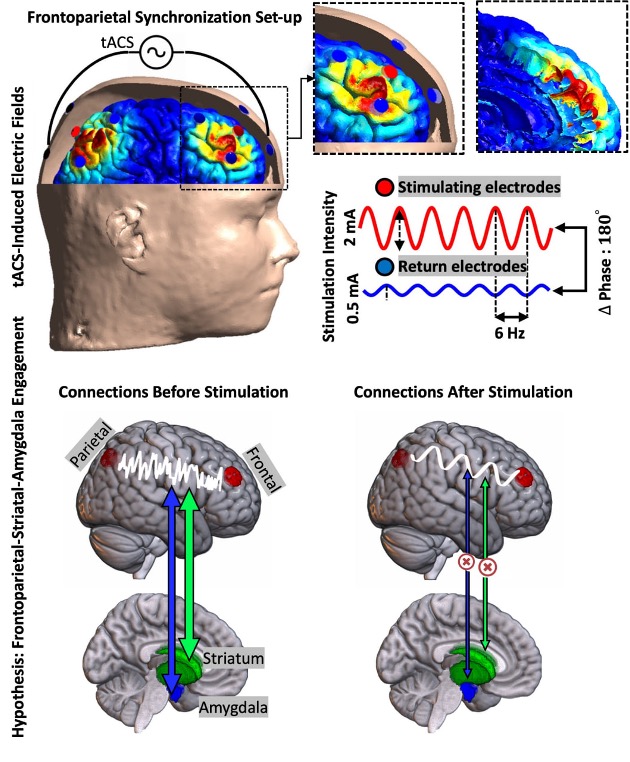 Frontoparietal Synchronization Set-up
tACS
tACS-Induced Electric Fields
Stimulating electrodes
Stimulation Intensity
2 mA
Return electrodes
0.5 mA
6 Hz
Δ Phase : 180°
Hypothesis: Frontoparietal-Striatal-Amygdala Engagement
Connections Before Stimulation
Parietal
Frontal
Striatum
Amygdala
Connections After Stimulation